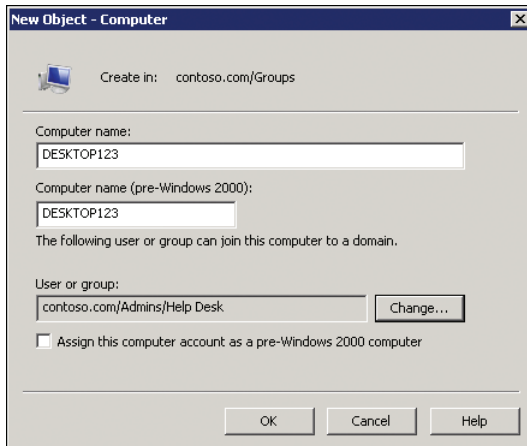 New Object - Computer
Create in: contoso.com/Groups
Computer name:
DESKTOP123
Computer name (pre-Windows 2000):
DESKTOP123
The following user or group can join this computer to a domain.
User or group:
contoso.com/Admins/Help Desk
Change...
Assign this computer account as a pre-Windows 2000 computer
OK Cancel Help